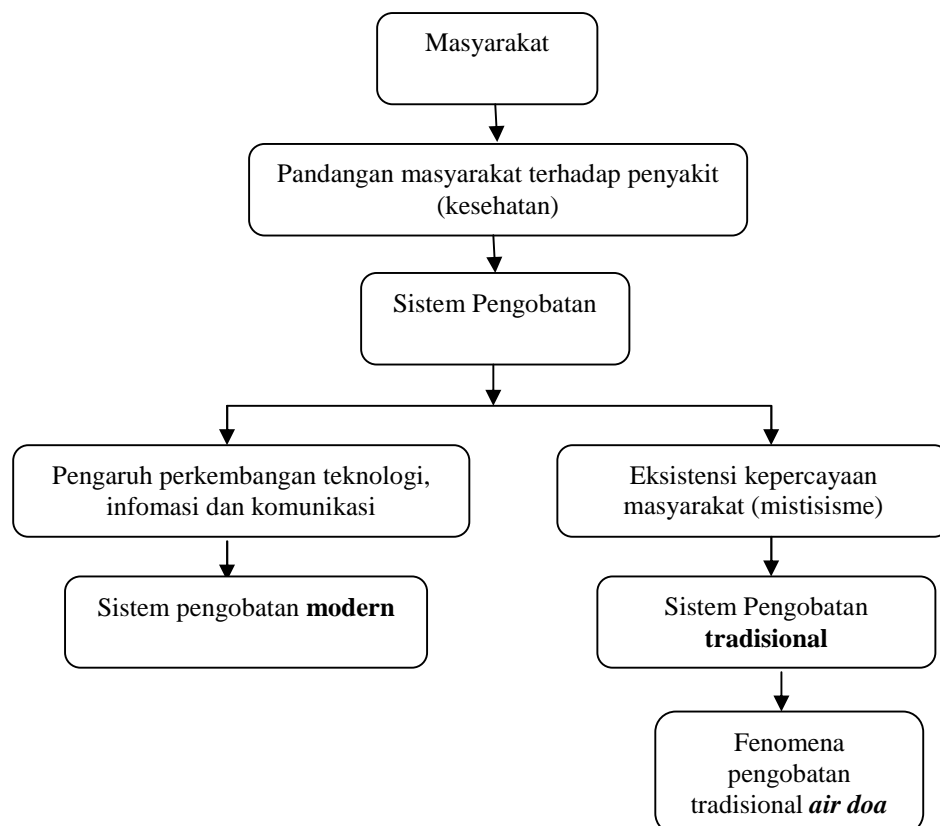 Masyarakat
Pandangan masyarakat terhadap penyakit
(kesehatan)
Sistem Pengobatan
Pengaruh perkembangan teknologi,
infomasi dan komunikasi
Eksistensi kepercayaan
masyarakat (mistisisme)
Sistem pengobatan modern
Sistem Pengobatan
tradisional
Fenomena
pengobatan
tradisional air doa